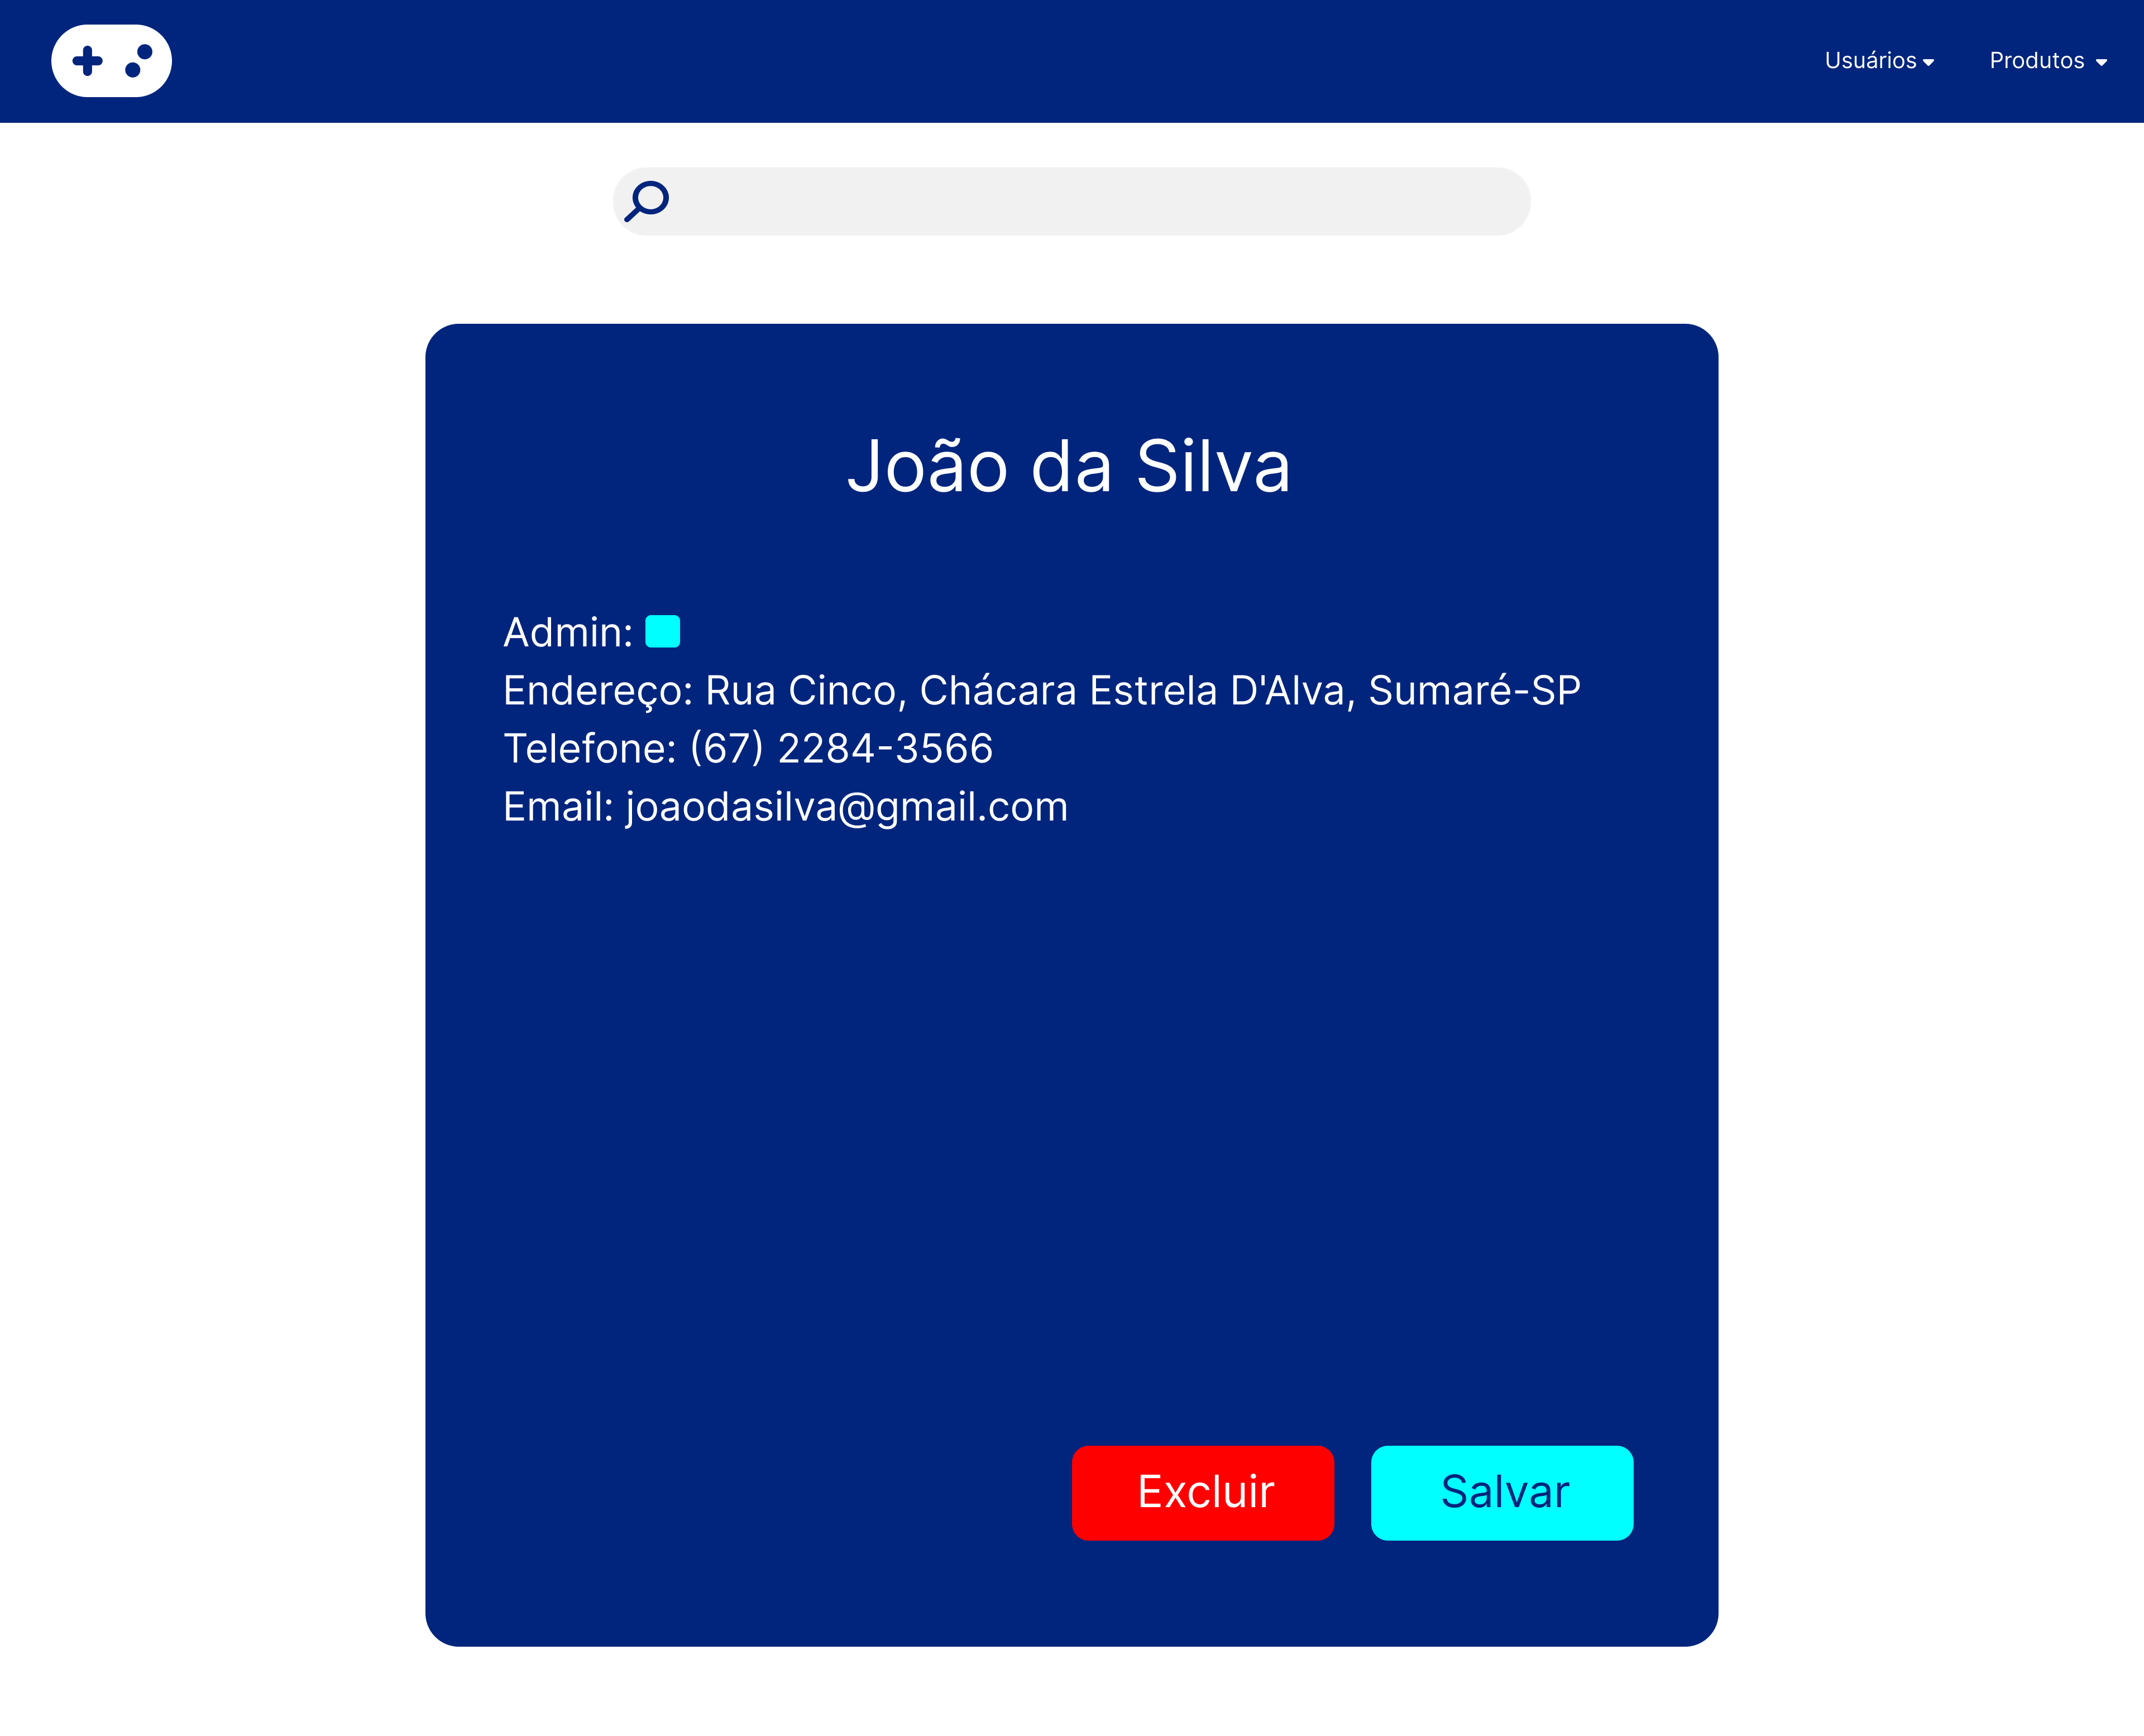 Usuários
Produtos
João da Silva
Admin:
Endereço: Rua Cinco, Chácara Estrela D'Alva, Sumaré-SP
Telefone: (67) 2284-3566
Email: joaodasilva@gmail.com
Excluir
Salvar